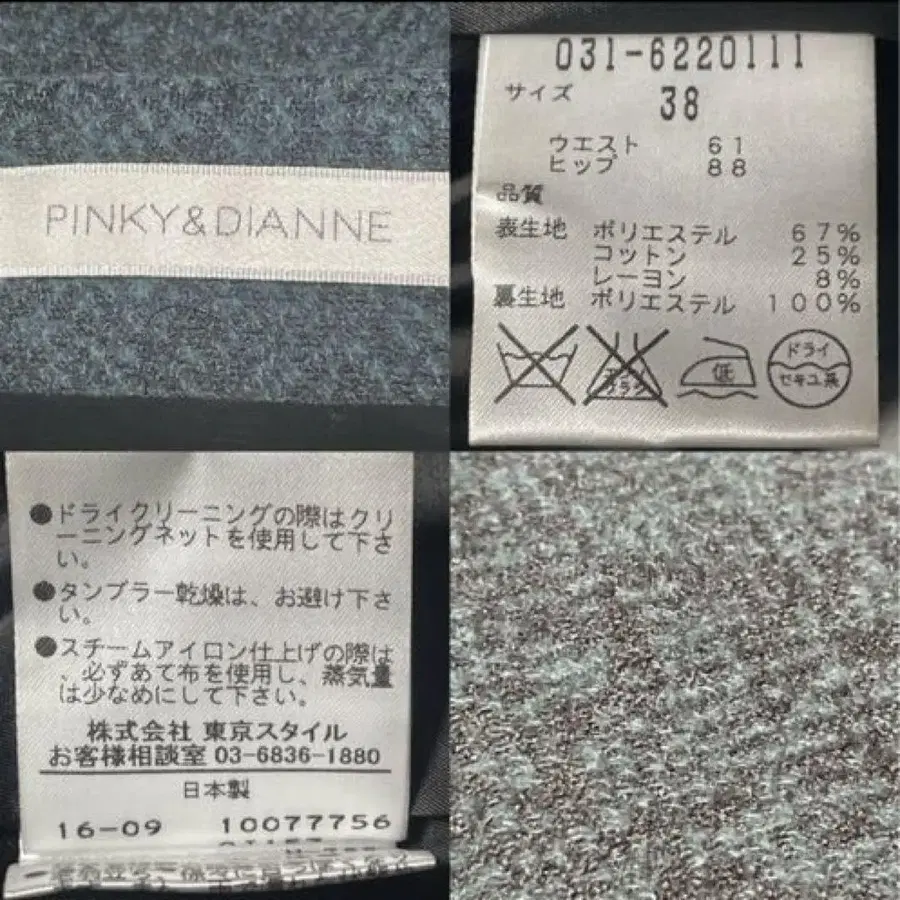 PINKY&DIANNE
031-6220111
サイズ 38
ウエスト 61
ヒップ 88
品質
表生地 ポリエステル 67%
コットン 25%
レーヨン 8%
裏生地 ポリエステル 100%
低
ドライ
セキユ系
●ドライクリーニングの際はクリ
ーニングネットを使用して下さ
い。
●タンブラー乾燥は、お避け下さ
い。
●スチームアイロン仕上げの際は
、必ずあて布を使用し、蒸気量
は少なめにして下さい。
株式会社 東京スタイル
お客様相談室 03-6836-1880
日本製
16-09 10077756